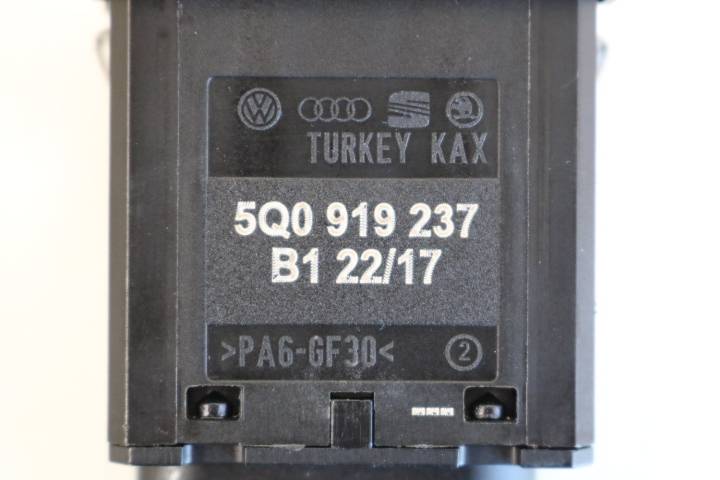 TURKEY KAX
5Q0 919 237
B1 22/17
>PA6-GF30< 2